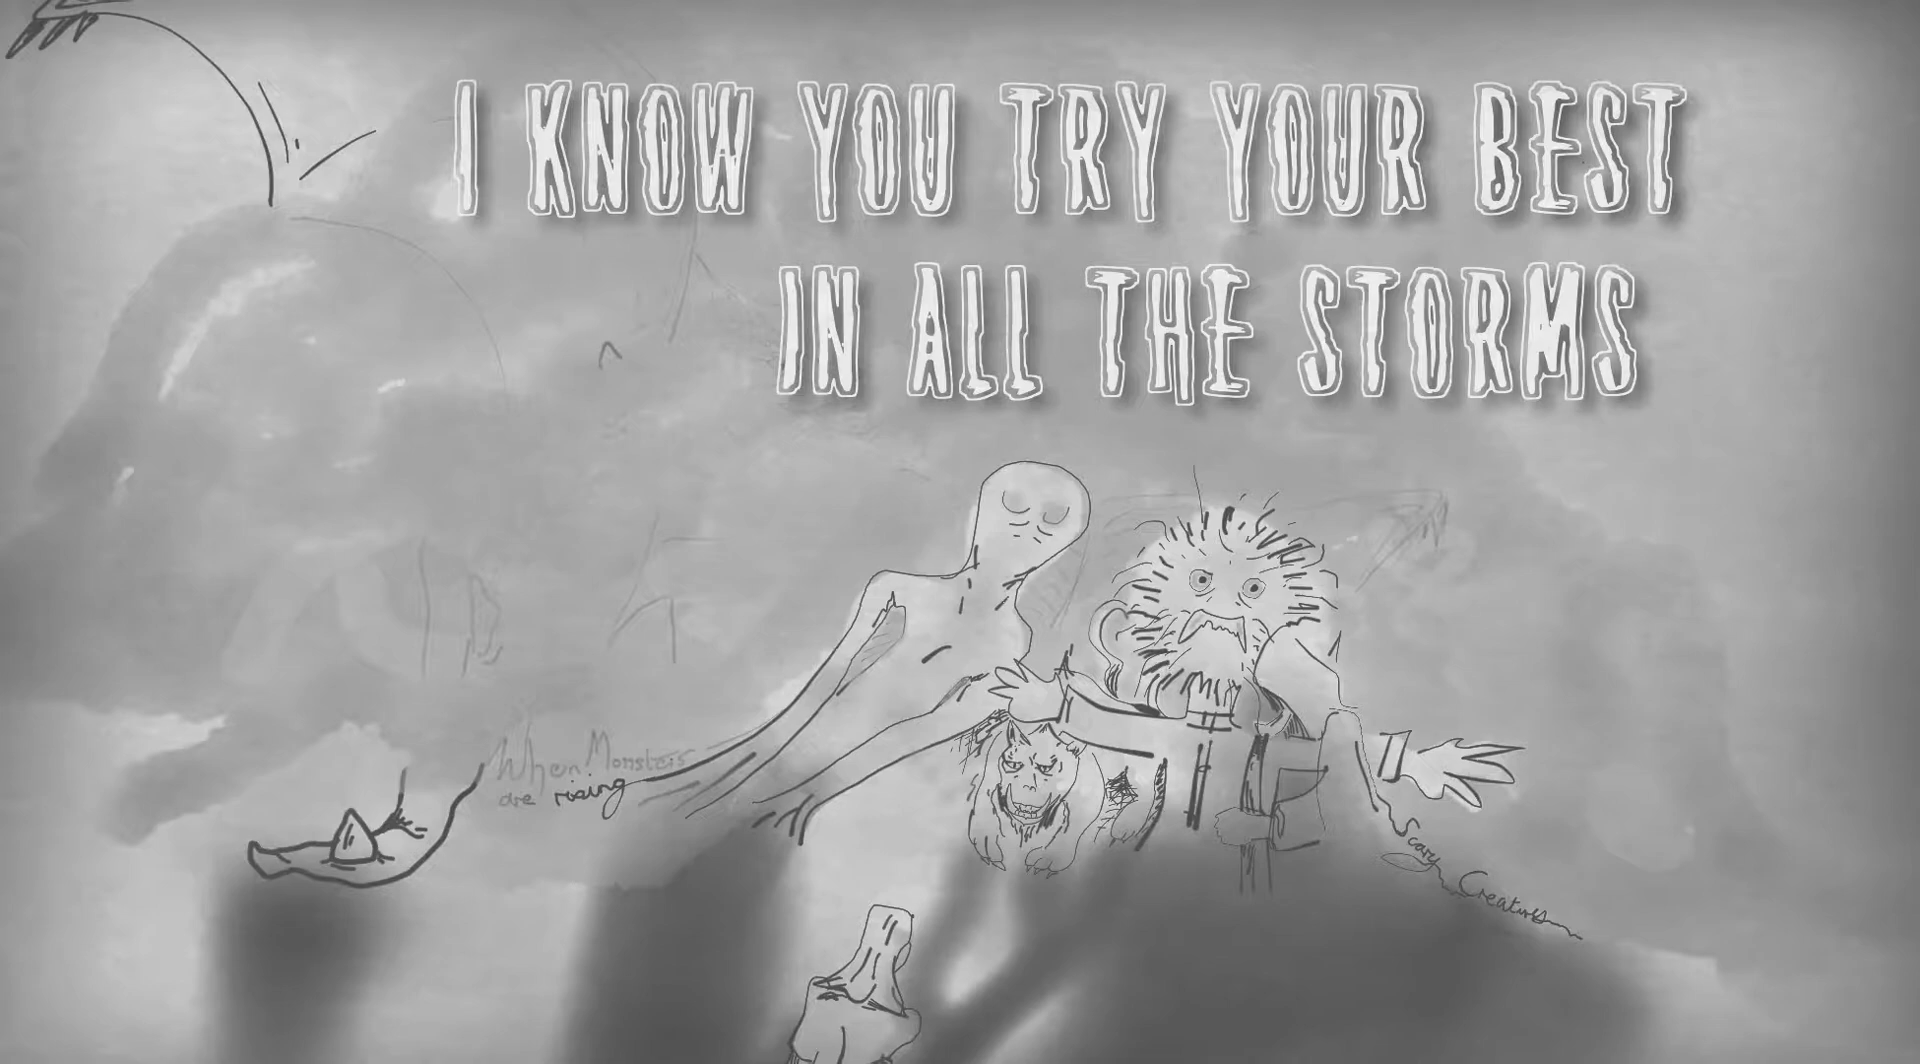 I KNOW YOU TRY YOUR BEST
IN ALL THE STORMS
When Monsters
are rising
Scary Creatures